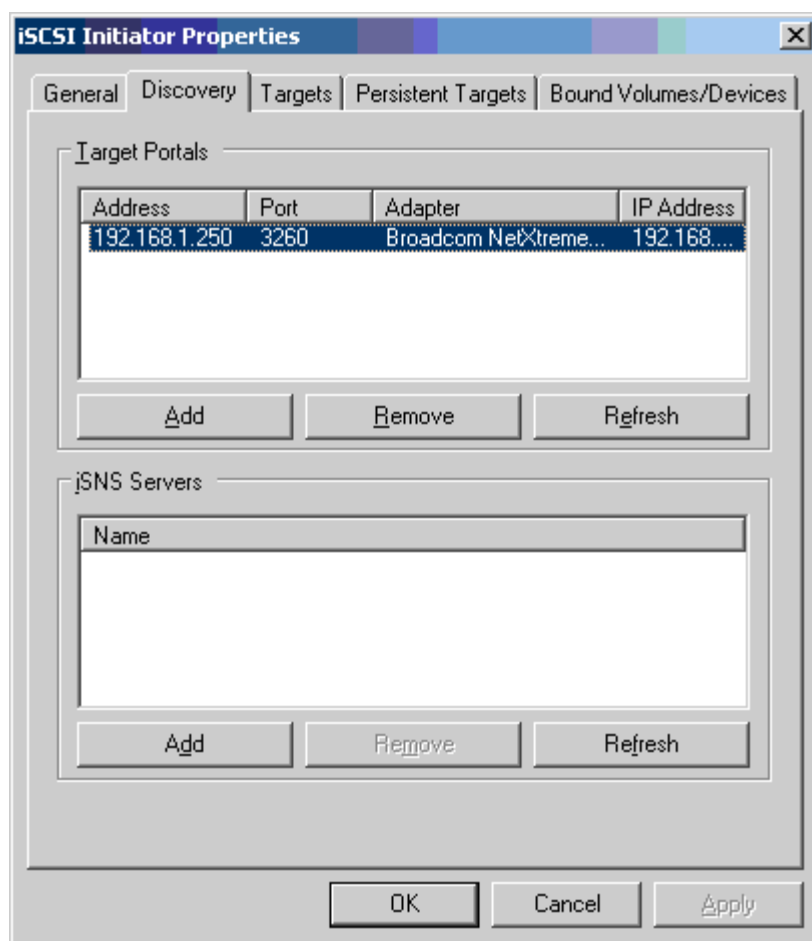 iSCSI Initiator Properties
General Discovery Targets Persistent Targets Bound Volumes/Devices
Target Portals
Address Port Adapter IP Address
192.168.1.250 3260 Broadcom NetXtreme... 192.168....
Add Remove Refresh
iSNS Servers
Name
Add Remove Refresh
OK Cancel Apply